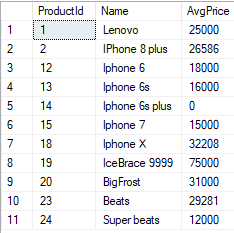 ProductId Name AvgPrice
1 1 Lenovo 25000
2 2 IPhone 8 plus 26586
3 12 Iphone 6 18000
4 13 Iphone 6s 16000
5 14 Iphone 6s plus 0
6 15 Iphone 7 15000
7 18 Iphone X 32208
8 19 IceBrace 9999 75000
9 20 BigFrost 31000
10 23 Beats 29281
11 24 Super beats 12000